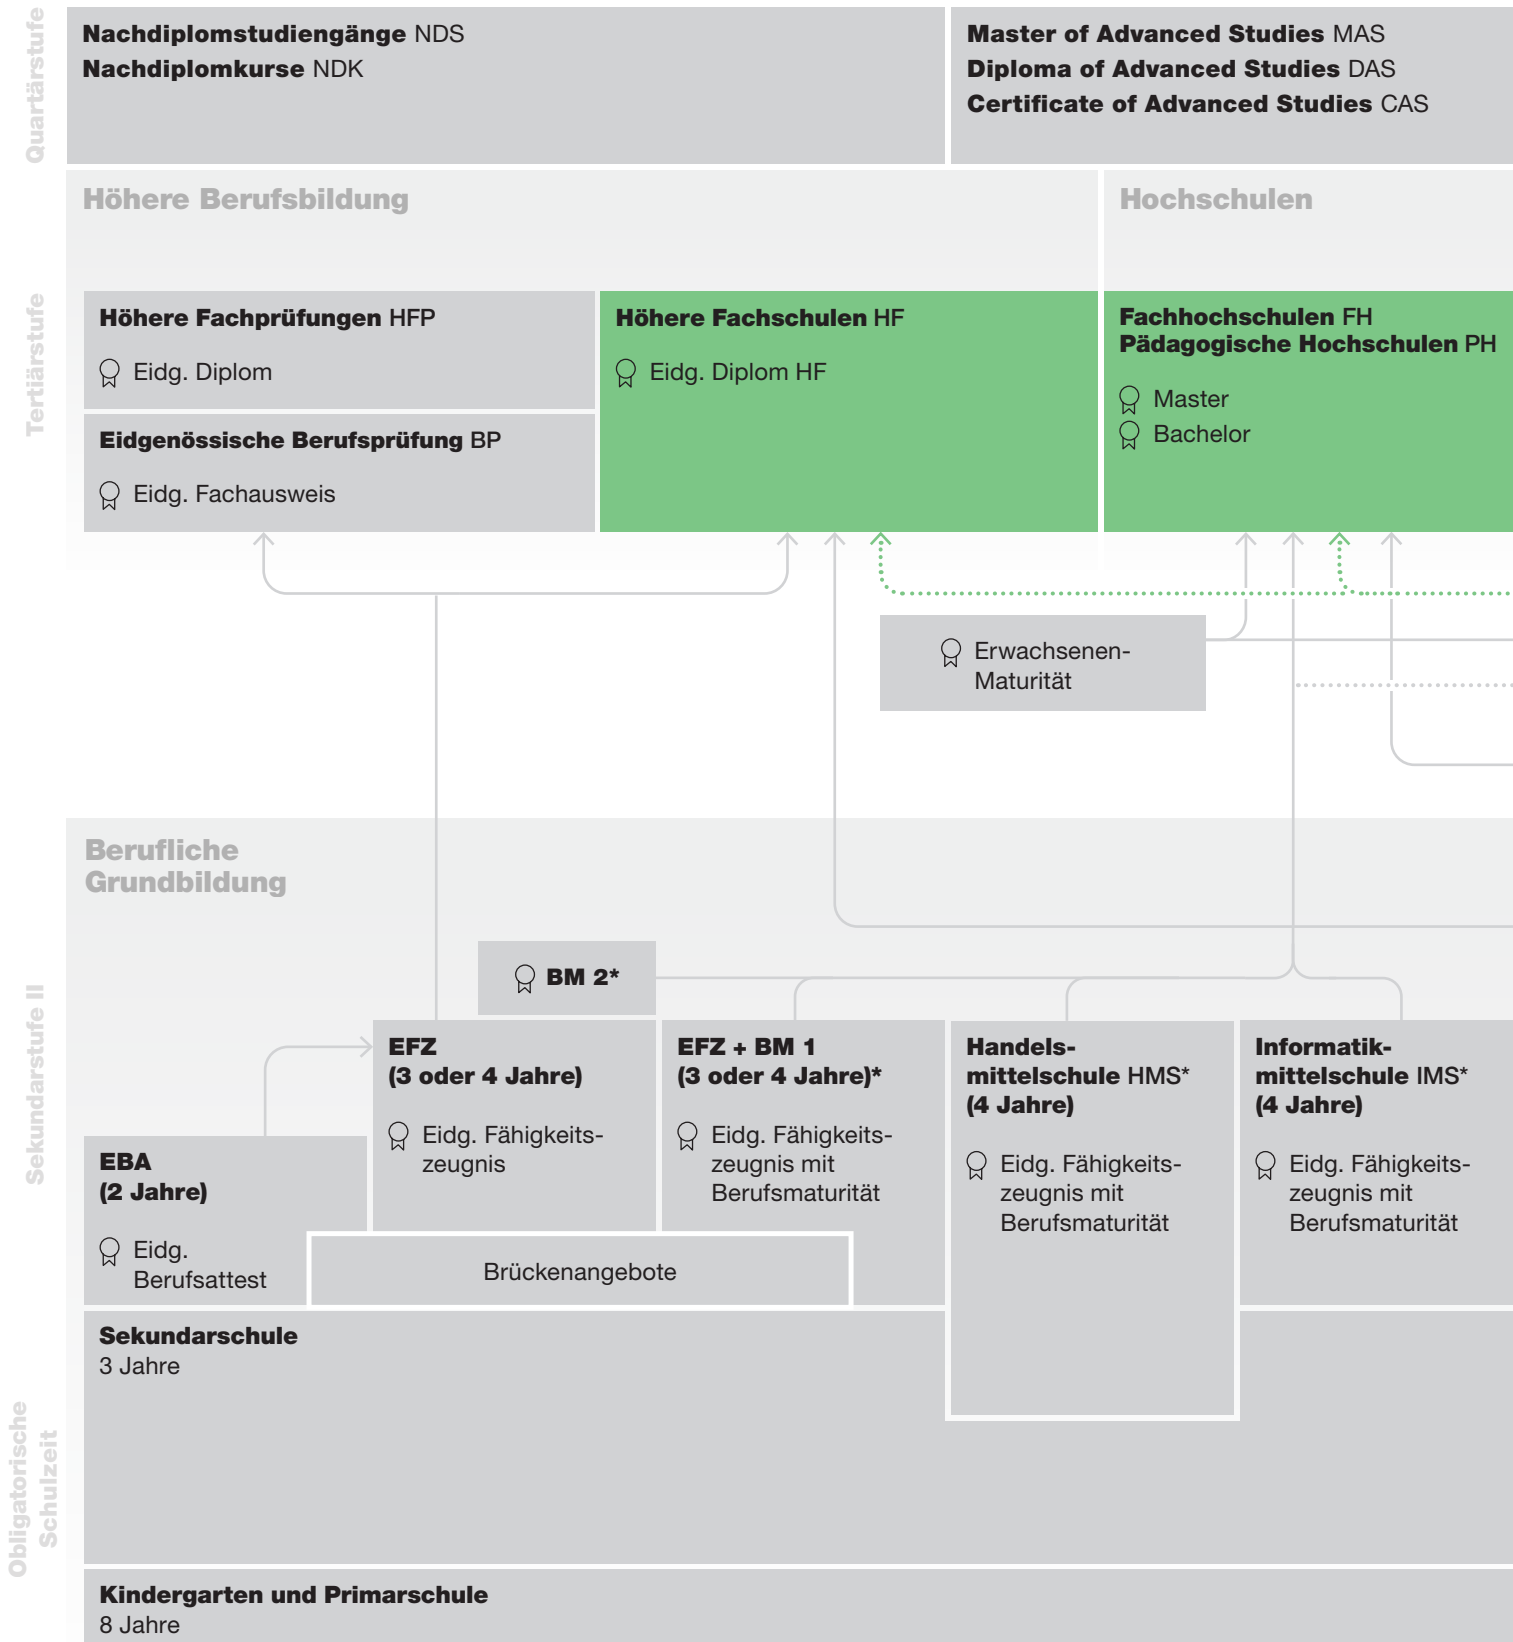 Quartärstufe
Nachdiplomstudiengänge NDS
Nachdiplomkurse NDK
Master of Advanced Studies MAS
Diploma of Advanced Studies DAS
Certificate of Advanced Studies CAS
Tertiärstufe
Höhere Berufsbildung
Hochschulen
Höhere Fachprüfungen HFP
Eidg. Diplom
Eidgenössische Berufsprüfung BP
Eidg. Fachausweis
Höhere Fachschulen HF
Eidg. Diplom HF
Fachhochschulen FH
Pädagogische Hochschulen PH
Master
Bachelor
Erwachsenen-
Maturität
Sekundarstufe II
Berufliche
Grundbildung
BM 2*
EBA
(2 Jahre)
Eidg.
Berufsattest
EFZ
(3 oder 4 Jahre)
Eidg. Fähigkeits-
zeugnis
EFZ + BM 1
(3 oder 4 Jahre)*
Eidg. Fähigkeits-
zeugnis mit
Berufsmaturität
Handels-
mittelschule HMS*
(4 Jahre)
Eidg. Fähigkeits-
zeugnis mit
Berufsmaturität
Informatik-
mittelschule IMS*
(4 Jahre)
Eidg. Fähigkeits-
zeugnis mit
Berufsmaturität
Brückenangebote
Obligatorische
Schulzeit
Sekundarschule
3 Jahre
Kindergarten und Primarschule
8 Jahre